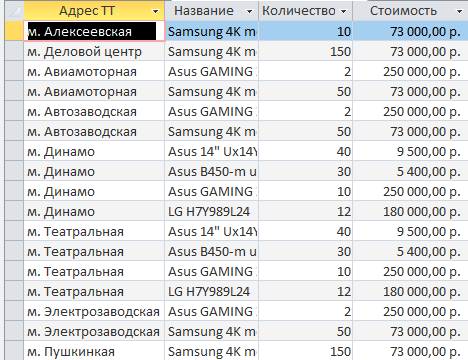 Адрес ТТ Название Количество Стоимость
м. Алексеевская Samsung 4K mo 10 73 000,00 р.
м. Деловой центр Samsung 4K mo 150 73 000,00 р.
м. Авиамоторная Asus GAMING 2 250 000,00 р.
м. Авиамоторная Samsung 4K mo 50 73 000,00 р.
м. Автозаводская Asus GAMING 2 250 000,00 р.
м. Автозаводская Samsung 4K mo 50 73 000,00 р.
м. Динамо Asus 14" Ux14Y 40 9 500,00 р.
м. Динамо Asus B450-m u 30 5 400,00 р.
м. Динамо Asus GAMING 10 250 000,00 р.
м. Динамо LG H7Y989L24 12 180 000,00 р.
м. Театральная Asus 14" Ux14Y 40 9 500,00 р.
м. Театральная Asus B450-m u 30 5 400,00 р.
м. Театральная Asus GAMING 10 250 000,00 р.
м. Театральная LG H7Y989L24 12 180 000,00 р.
м. Электрозаводская Asus GAMING 2 250 000,00 р.
м. Электрозаводская Samsung 4K mo 50 73 000,00 р.
м. Пушкинкая Samsung 4K mo 150 73 000,00 р.